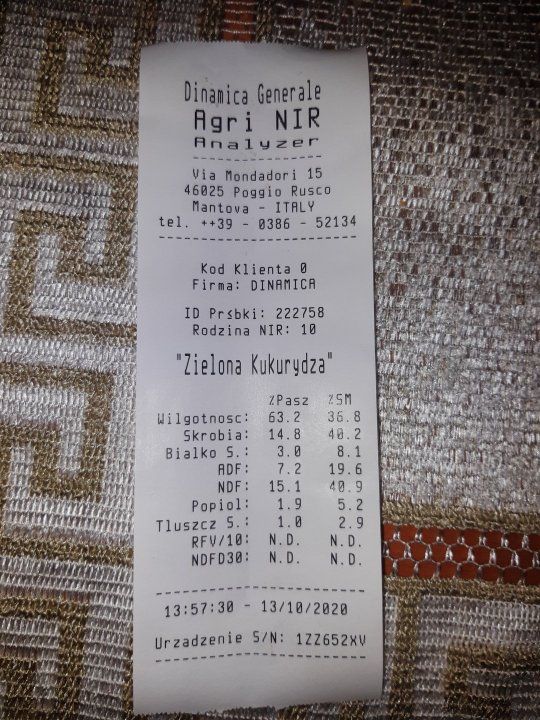 Dinamica Generale
Agri NIR
Analyzer
--------------------
Via Mondadori 15
46025 Poggio Rusco
Mantova - ITALY
tel. ++39 - 0386 - 52134
------------------------------
Kod Klienta 0
Firma: DINAMICA
ID Prśbki: 222758
Rodzina NIR: 10
"Zielona Kukurydza"
%Pasz %SM
Wilgotnosc: 63.2 36.8
Skrobia: 14.8 40.2
Bialko S.: 3.0 8.1
ADF: 7.2 19.6
NDF: 15.1 40.9
Popiol: 1.9 5.2
Tluszcz S.: 1.0 2.9
RFV/10: N.D. N.D.
NDFD30: N.D. N.D.
------------------------------
13:57:30 - 13/10/2020
Urzadzenie S/N: 1ZZ652XV
------------------------------